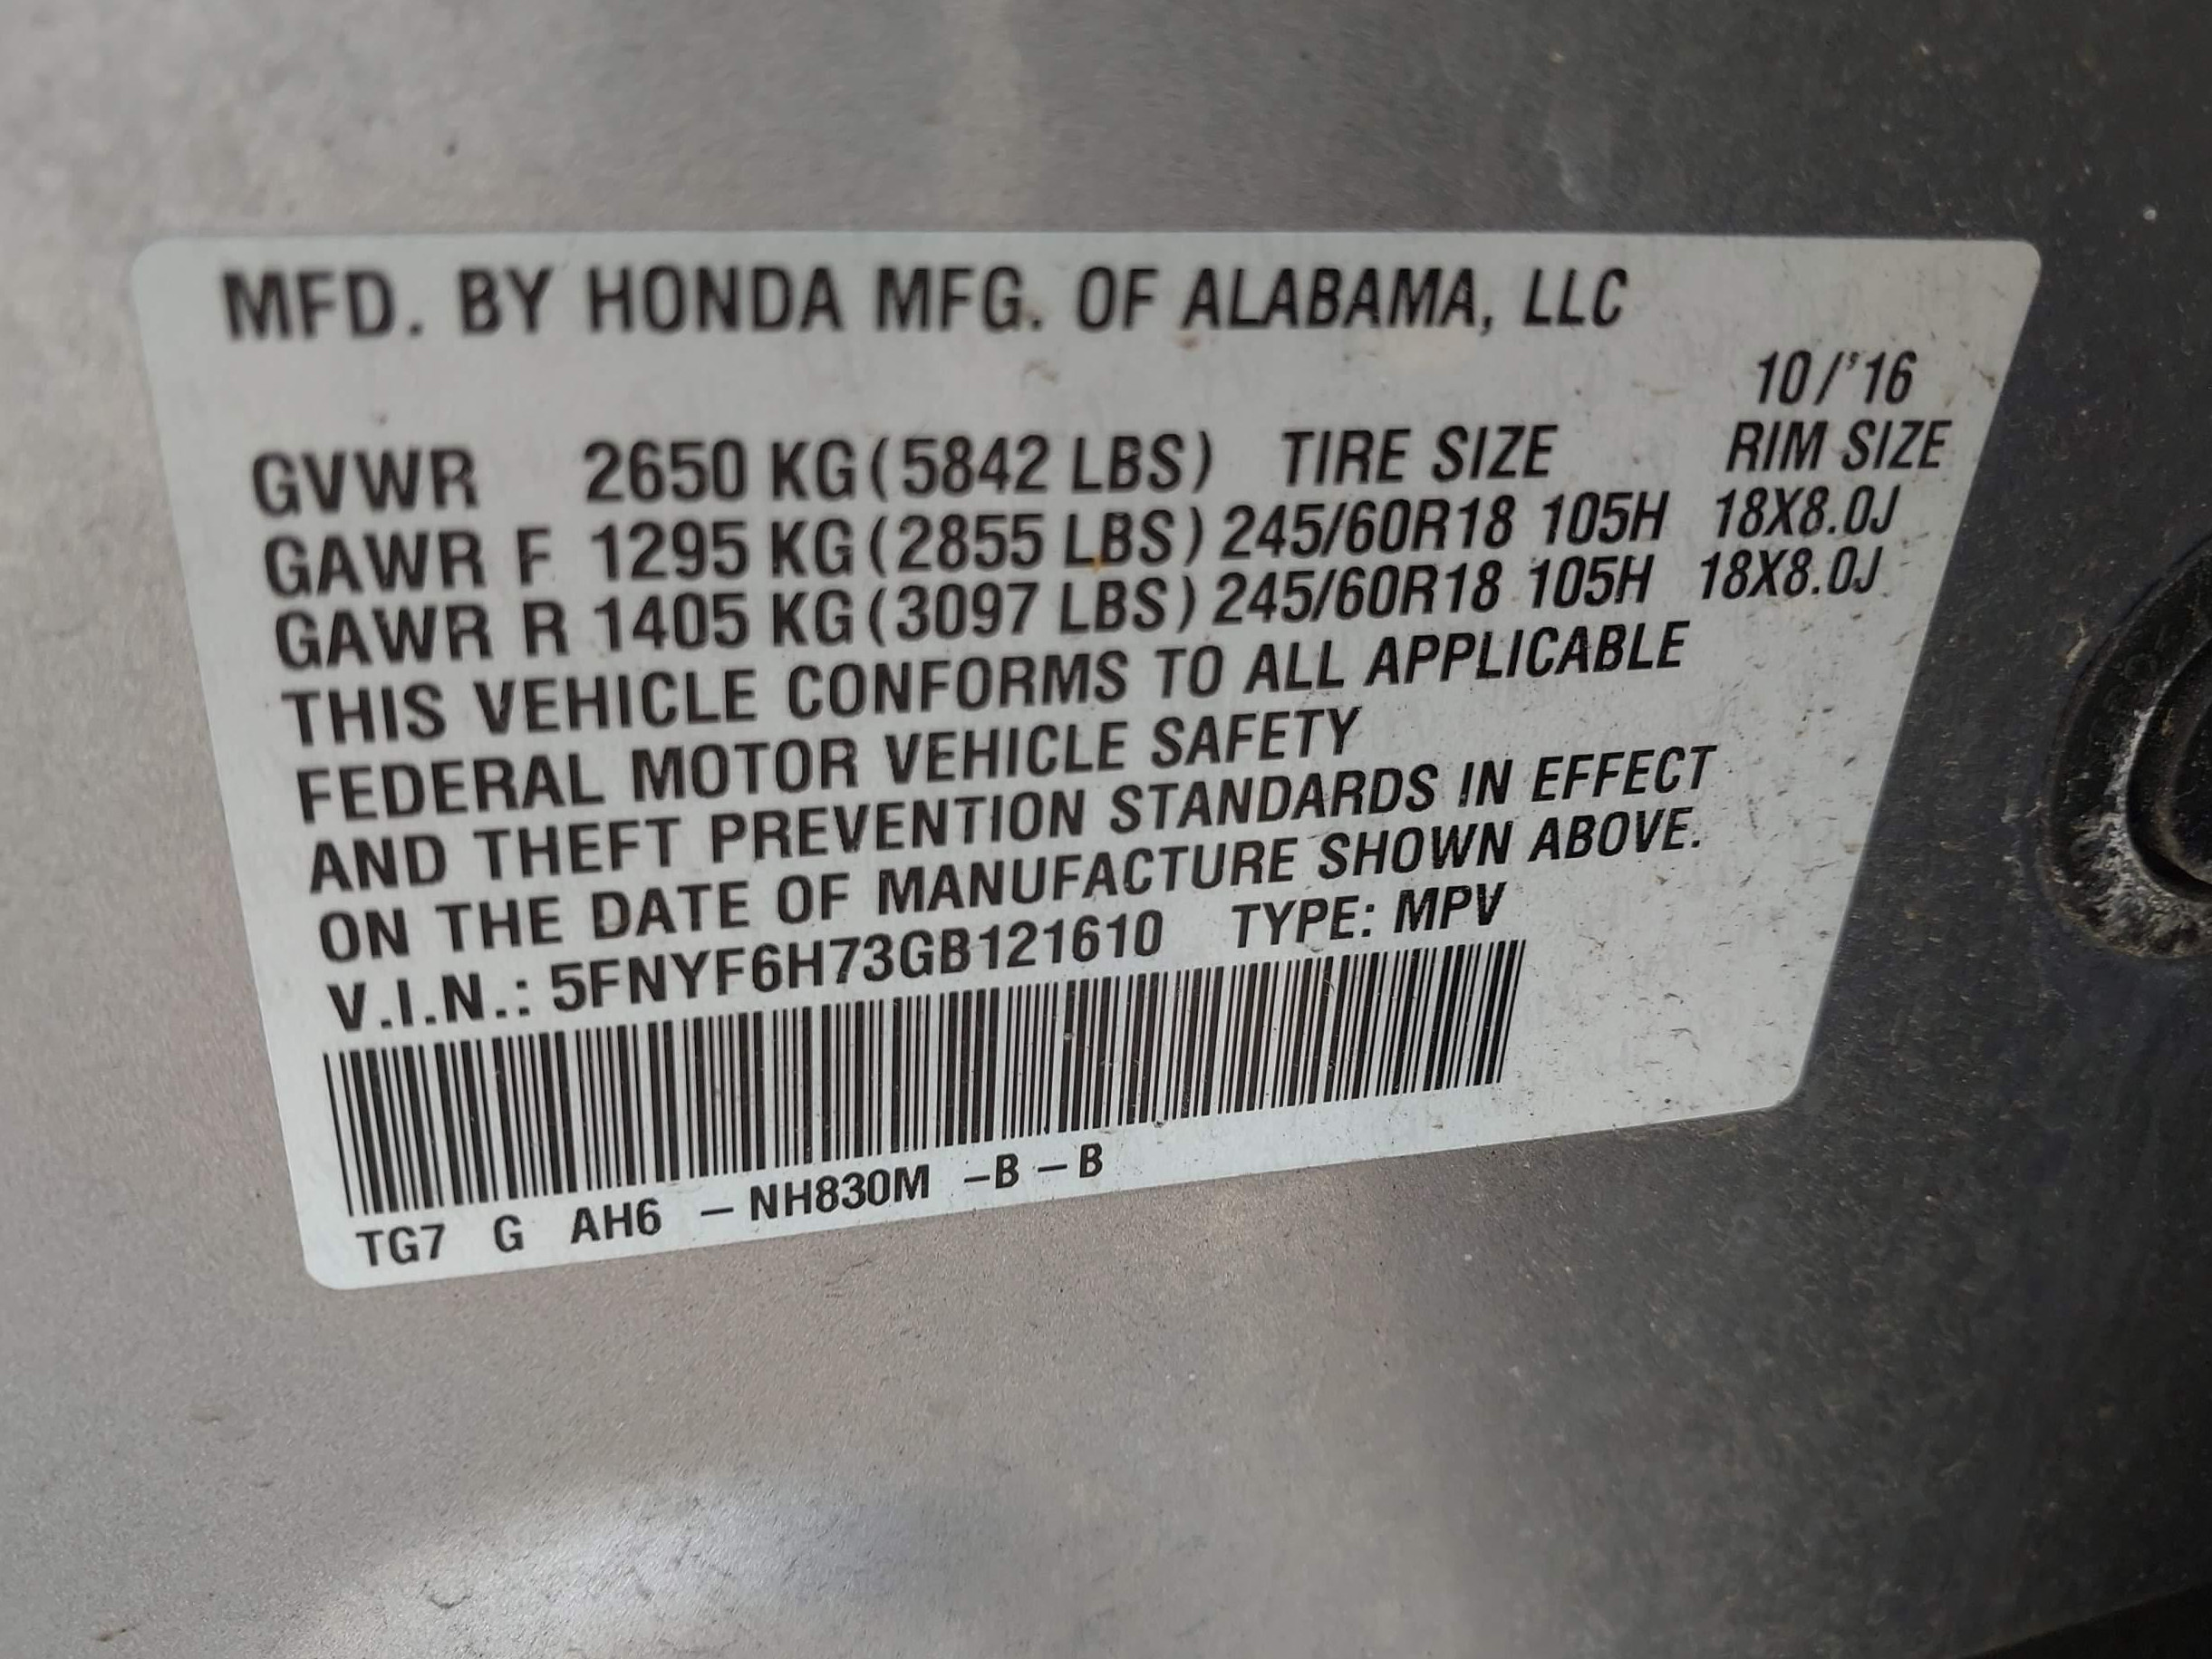 MFD. BY HONDA MFG. OF ALABAMA, LLC
10/'16
GVWR 2650 KG (5842 LBS) TIRE SIZE RIM SIZE
GAWR F 1295 KG (2855 LBS) 245/60R18 105H 18X8.0J
GAWR R 1405 KG (3097 LBS) 245/60R18 105H 18X8.0J
THIS VEHICLE CONFORMS TO ALL APPLICABLE
FEDERAL MOTOR VEHICLE SAFETY
AND THEFT PREVENTION STANDARDS IN EFFECT
ON THE DATE OF MANUFACTURE SHOWN ABOVE.
V.I.N.: 5FNYF6H73GB121610 TYPE: MPV
TG7 G AH6 – NH830M –B – B